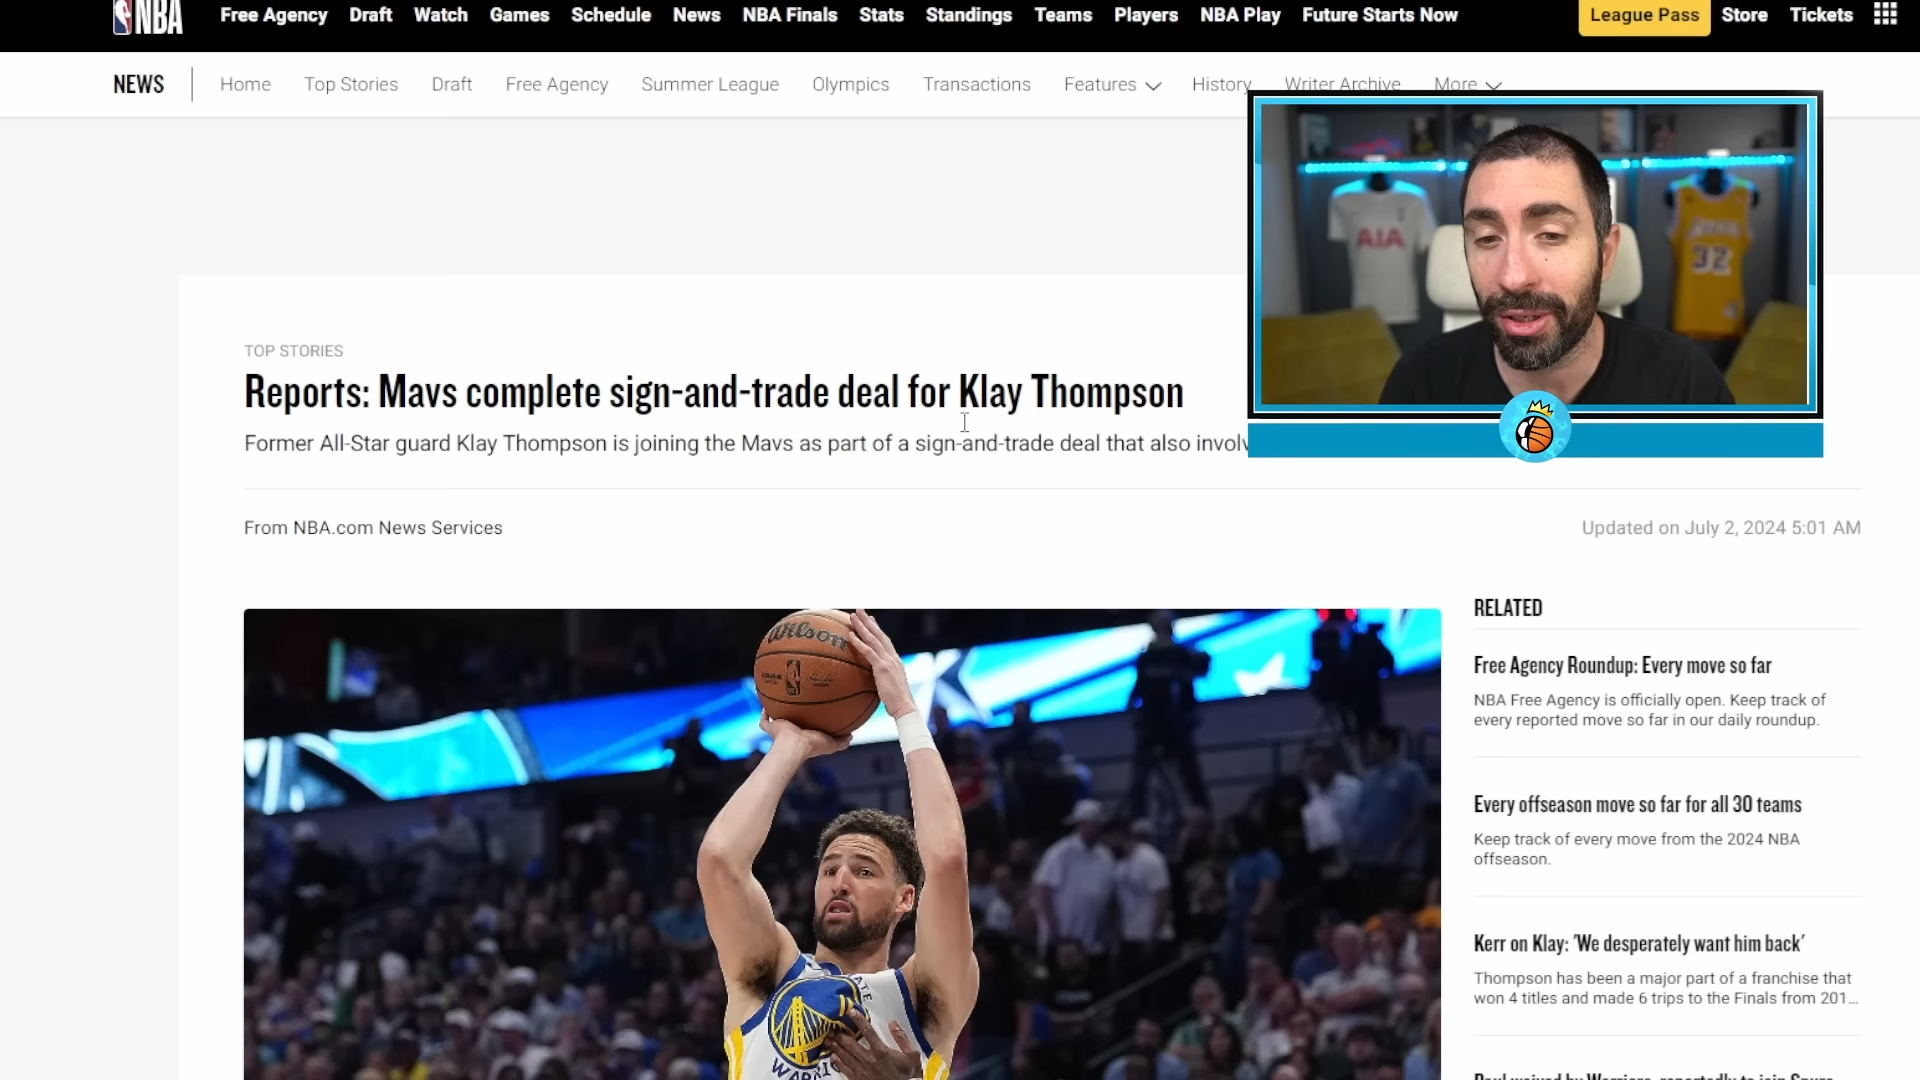 NBA Free Agency Draft Watch Games Schedule News NBA Finals Stats Standings Teams Players NBA Play Future Starts Now League Pass Store Tickets
NEWS Home Top Stories Draft Free Agency Summer League Olympics Transactions Features History Writer Archive More
AIA
32
TOP STORIES
Reports: Mavs complete sign-and-trade deal for Klay Thompson
Former All-Star guard Klay Thompson is joining the Mavs as part of a sign-and-trade deal that also involv
From NBA.com News Services
Updated on July 2, 2024 5:01 AM
Wilson
WARRI
RELATED
Free Agency Roundup: Every move so far
NBA Free Agency is officially open. Keep track of
every reported move so far in our daily roundup.
Every offseason move so far for all 30 teams
Keep track of every move from the 2024 NBA
offseason.
Kerr on Klay: 'We desperately want him back'
Thompson has been a major part of a franchise that
won 4 titles and made 6 trips to the Finals from 201...